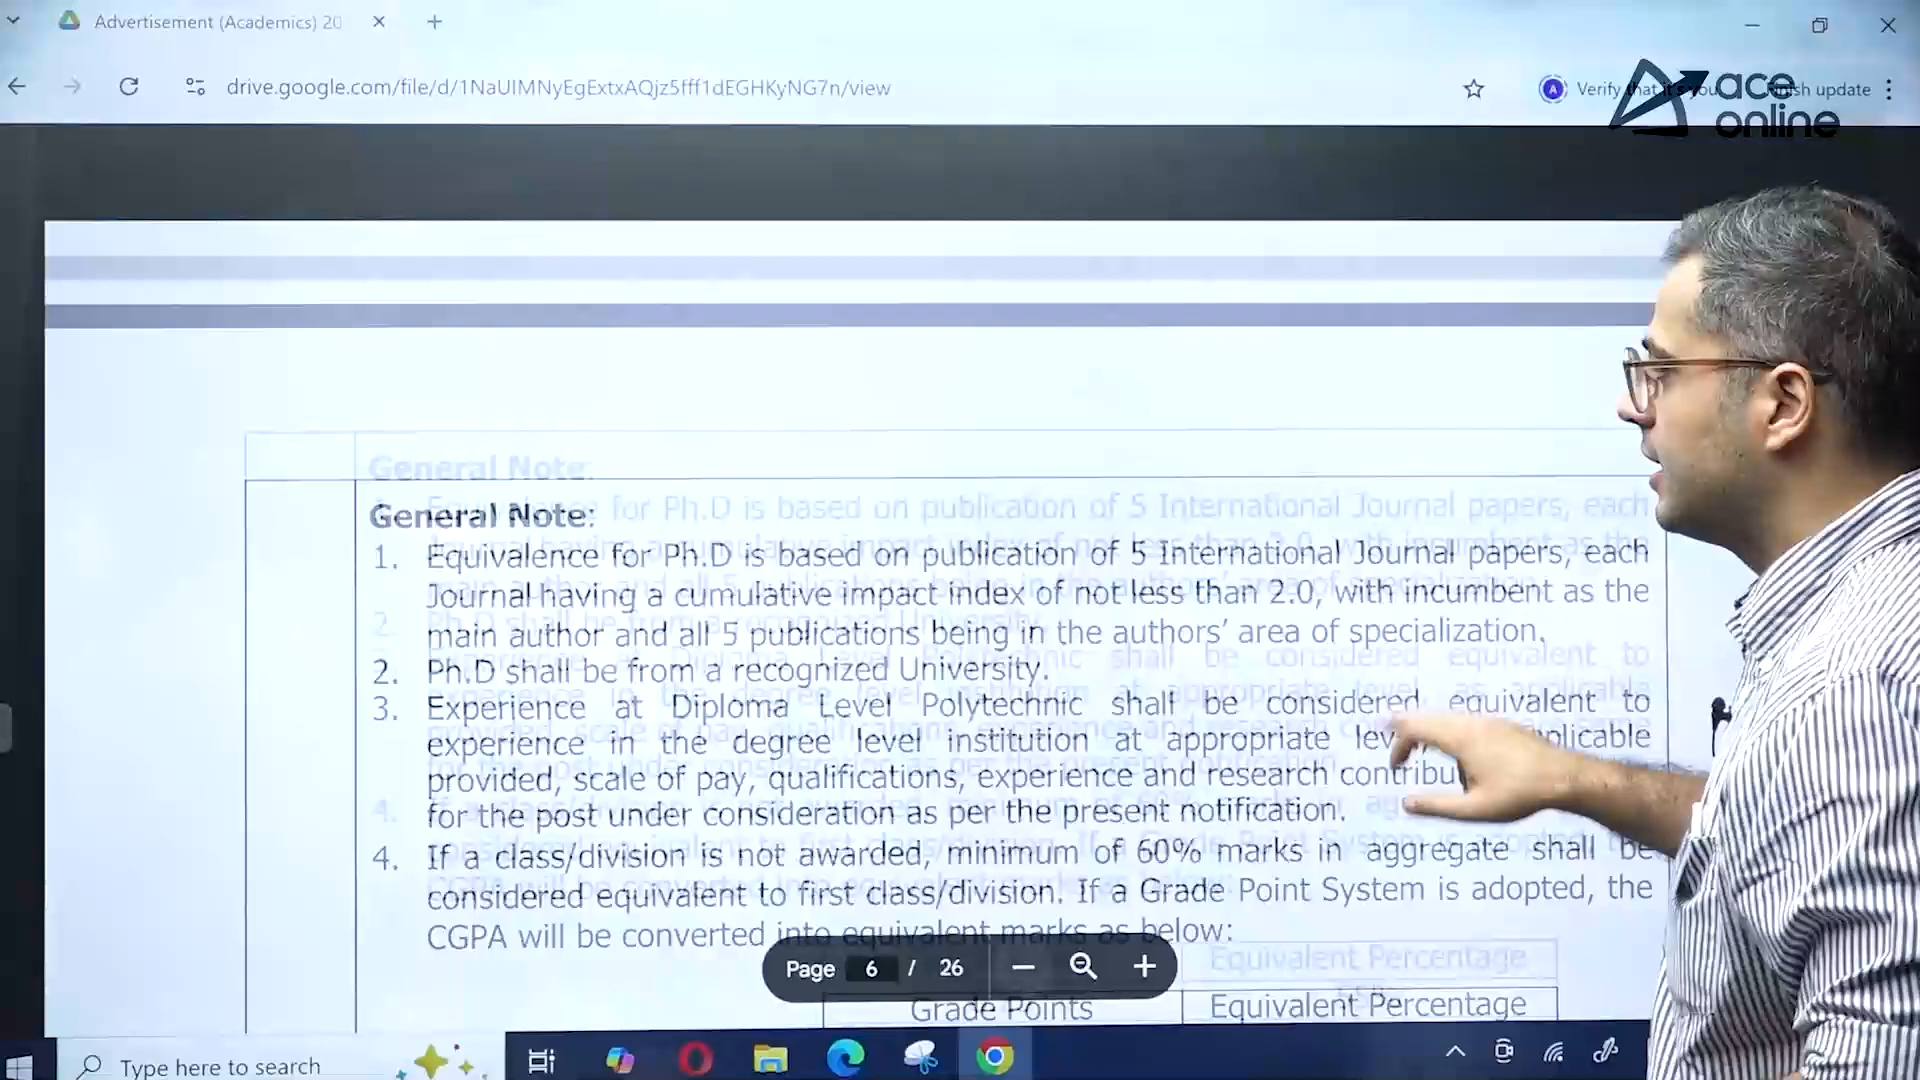 Advertisement (Academics) 20
drive.google.com/file/d/1NaUIMNyEgExtxAQjz5fff1dEGHKyNG7n/view
A
Verify that it's you
Finish update
ace
online
General Note:
1. Equivalence for Ph.D is based on publication of 5 International Journal papers, each
Journal having a cumulative impact index of not less than 2.0, with incumbent as the
main author and all 5 publications being in the authors' area of specialization.
2. Ph.D shall be from a recognized University.
3. Experience at Diploma Level Polytechnic shall be considered equivalent to
experience in the degree level institution at appropriate
provided, scale of pay, qualifications, experience and research
for the post under consideration as per the present notification.
4. If a class/division is not awarded, minimum of 60% marks in aggregate shall be
considered equivalent to first class/division. If a Grade Point System is adopted, the
CGPA will be converted into equivalent marks as below:
Page 6 / 26
Grade Points
Equivalent Percentage
Type here to search